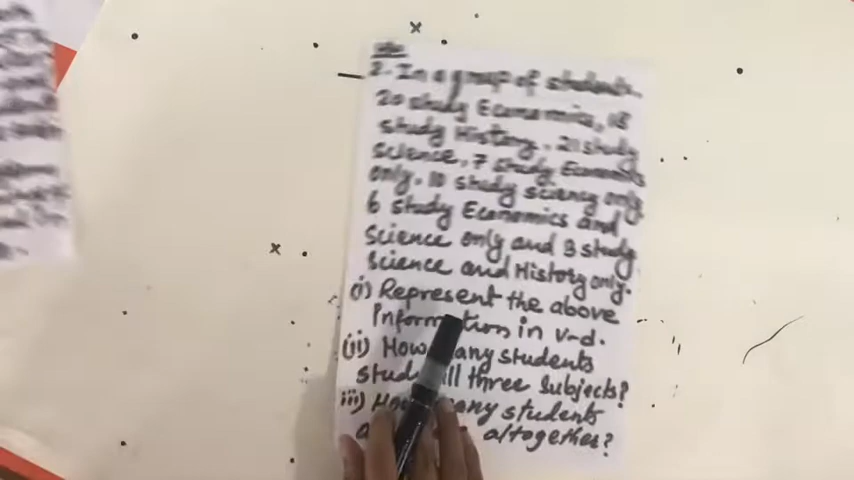 2. In a group of students.
20 study Economics, 18
study History, 21 study
science, 7 study Economics
only, 10 study science only,
6 study Economics and
Science only and 3 study
Science and History only.
(i) Represent the above
Information in v-d.
(ii) How many students
study all three subjects?
(iii) How many students
altogether?